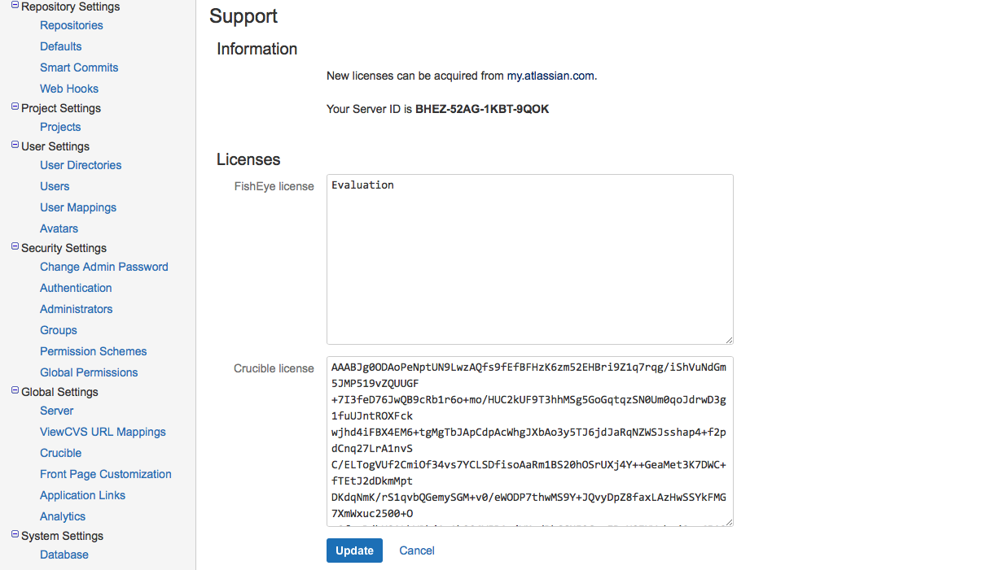 Repository Settings
Repositories
Defaults
Smart Commits
Web Hooks
Project Settings
Projects
User Settings
User Directories
Users
User Mappings
Avatars
Security Settings
Change Admin Password
Authentication
Administrators
Groups
Permission Schemes
Global Permissions
Global Settings
Server
ViewCVS URL Mappings
Crucible
Front Page Customization
Application Links
Analytics
System Settings
Database
Support
Information
New licenses can be acquired from my.atlassian.com.
Your Server ID is BHEZ-52AG-1KBT-9QOK
Licenses
FishEye license
Evaluation
Crucible license
AAABJg0ODAoPeNptUN9LwzAQfs9fEfBFHzK6zm52EHBri9Z1q7rqg/iShVuNdGm
5JMP519vZQUUGF
+7I3feD76JwQB9cRb1r6o+mo/HUC2kUF9T3hhMSg5GoGqtqzSN0Um0qoJdrwD3g
1fuUJntROXFck
wjhd4iFBX4EM6+tgMgTbJApCdpAcWhgJXbAo3y5TJ6jdJaRqNZWSJsshap4+f2p
dCnq27LrA1nvS
C/ELTogVUf2CmiOf34vs7YCLSDfisoAaRm1BS20hOSrUXj4Y++GeaMet3K7DWC+
fTEtJ2dDkmMpt
DKdqNmK/rS1qvbQGemySGM+v0/eWODP7thwMS9Y+JQvyDpZ8faxLAzHwSSYkFMG
7XmWxuc2500+O
Update
Cancel